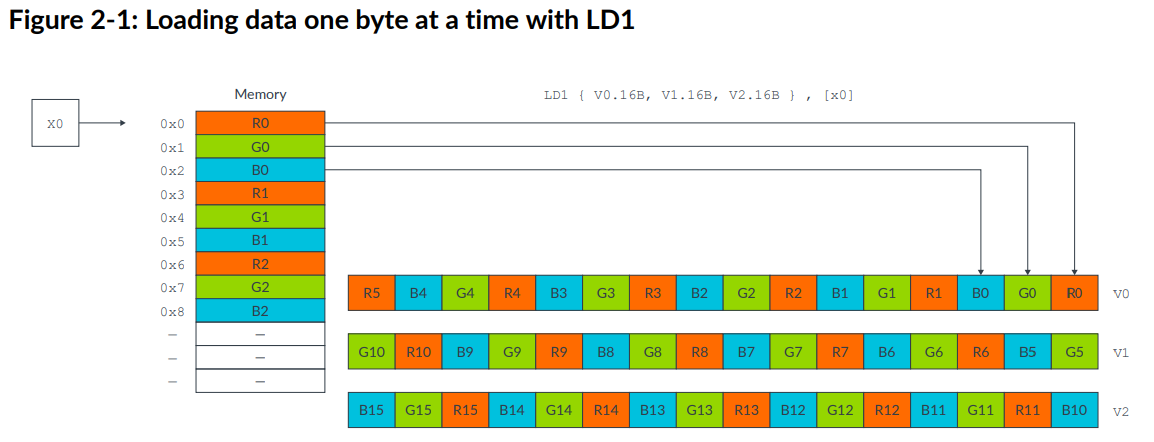 Figure 2-1: Loading data one byte at a time with LD1
Memory
LD1 { V0.16B, V1.16B, V2.16B } , [x0]
X0
0x0 R0
0x1 G0
0x2 B0
0x3 R1
0x4 G1
0x5 B1
0x6 R2
0x7 G2
0x8 B2
— —
— —
— —
R5 B4 G4 R4 B3 G3 R3 B2 G2 R2 B1 G1 R1 B0 G0 R0 V0
G10 R10 B9 G9 R9 B8 G8 R8 B7 G7 R7 B6 G6 R6 B5 G5 V1
B15 G15 R15 B14 G14 R14 B13 G13 R13 B12 G12 R12 B11 G11 R11 B10 V2